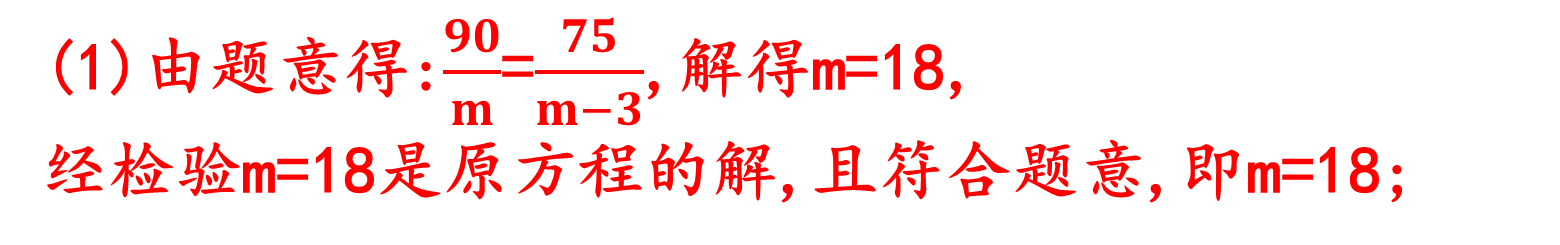 (1)由题意得:90/m=75/(m−3),解得m=18,
经检验m=18是原方程的解,且符合题意,即m=18;